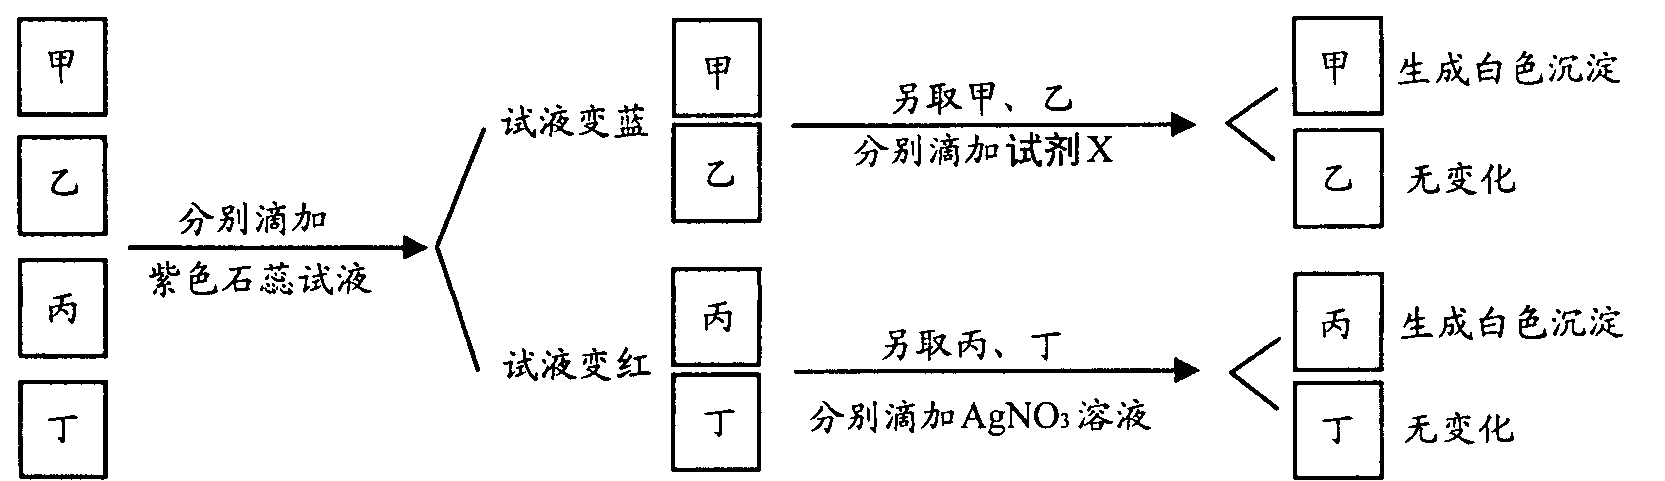 甲
乙
丙
丁
分别滴加
紫色石蕊试液
试液变蓝
甲
乙
试液变红
丙
丁
另取甲、乙
分别滴加试剂X
甲 生成白色沉淀
乙 无变化
另取丙、丁
分别滴加AgNO₃溶液
丙 生成白色沉淀
丁 无变化